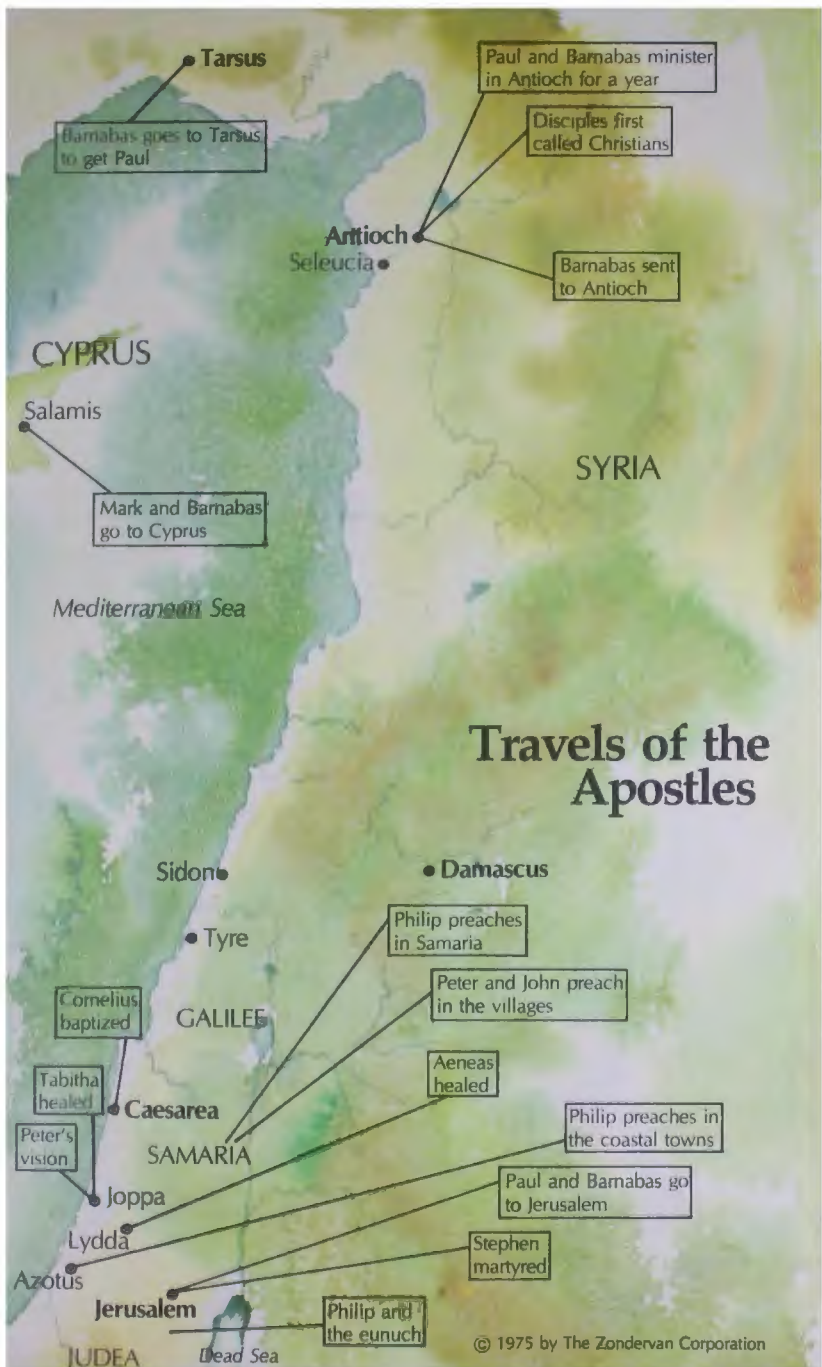 Tarsus
Paul and Barnabas minister
in Antioch for a year
Barnabas goes to Tarsus
to get Paul
Disciples first
called Christians
Antioch
Seleucia
Barnabas sent
to Antioch
CYPRUS
Salamis
SYRIA
Mark and Barnabas
go to Cyprus
Mediterranean Sea
Travels of the
Apostles
Sidon
Damascus
Philip preaches
in Samaria
Tyre
Peter and John preach
in the villages
Cornelius
baptized
GALILEE
Aeneas
healed
Tabitha
healed
Caesarea
Philip preaches in
the coastal towns
Peter's
vision
SAMARIA
Joppa
Paul and Barnabas go
to Jerusalem
Lydda
Stephen
martyred
Azotus
Jerusalem
Philip and
the eunuch
JUDEA
Dead Sea
© 1975 by The Zondervan Corporation